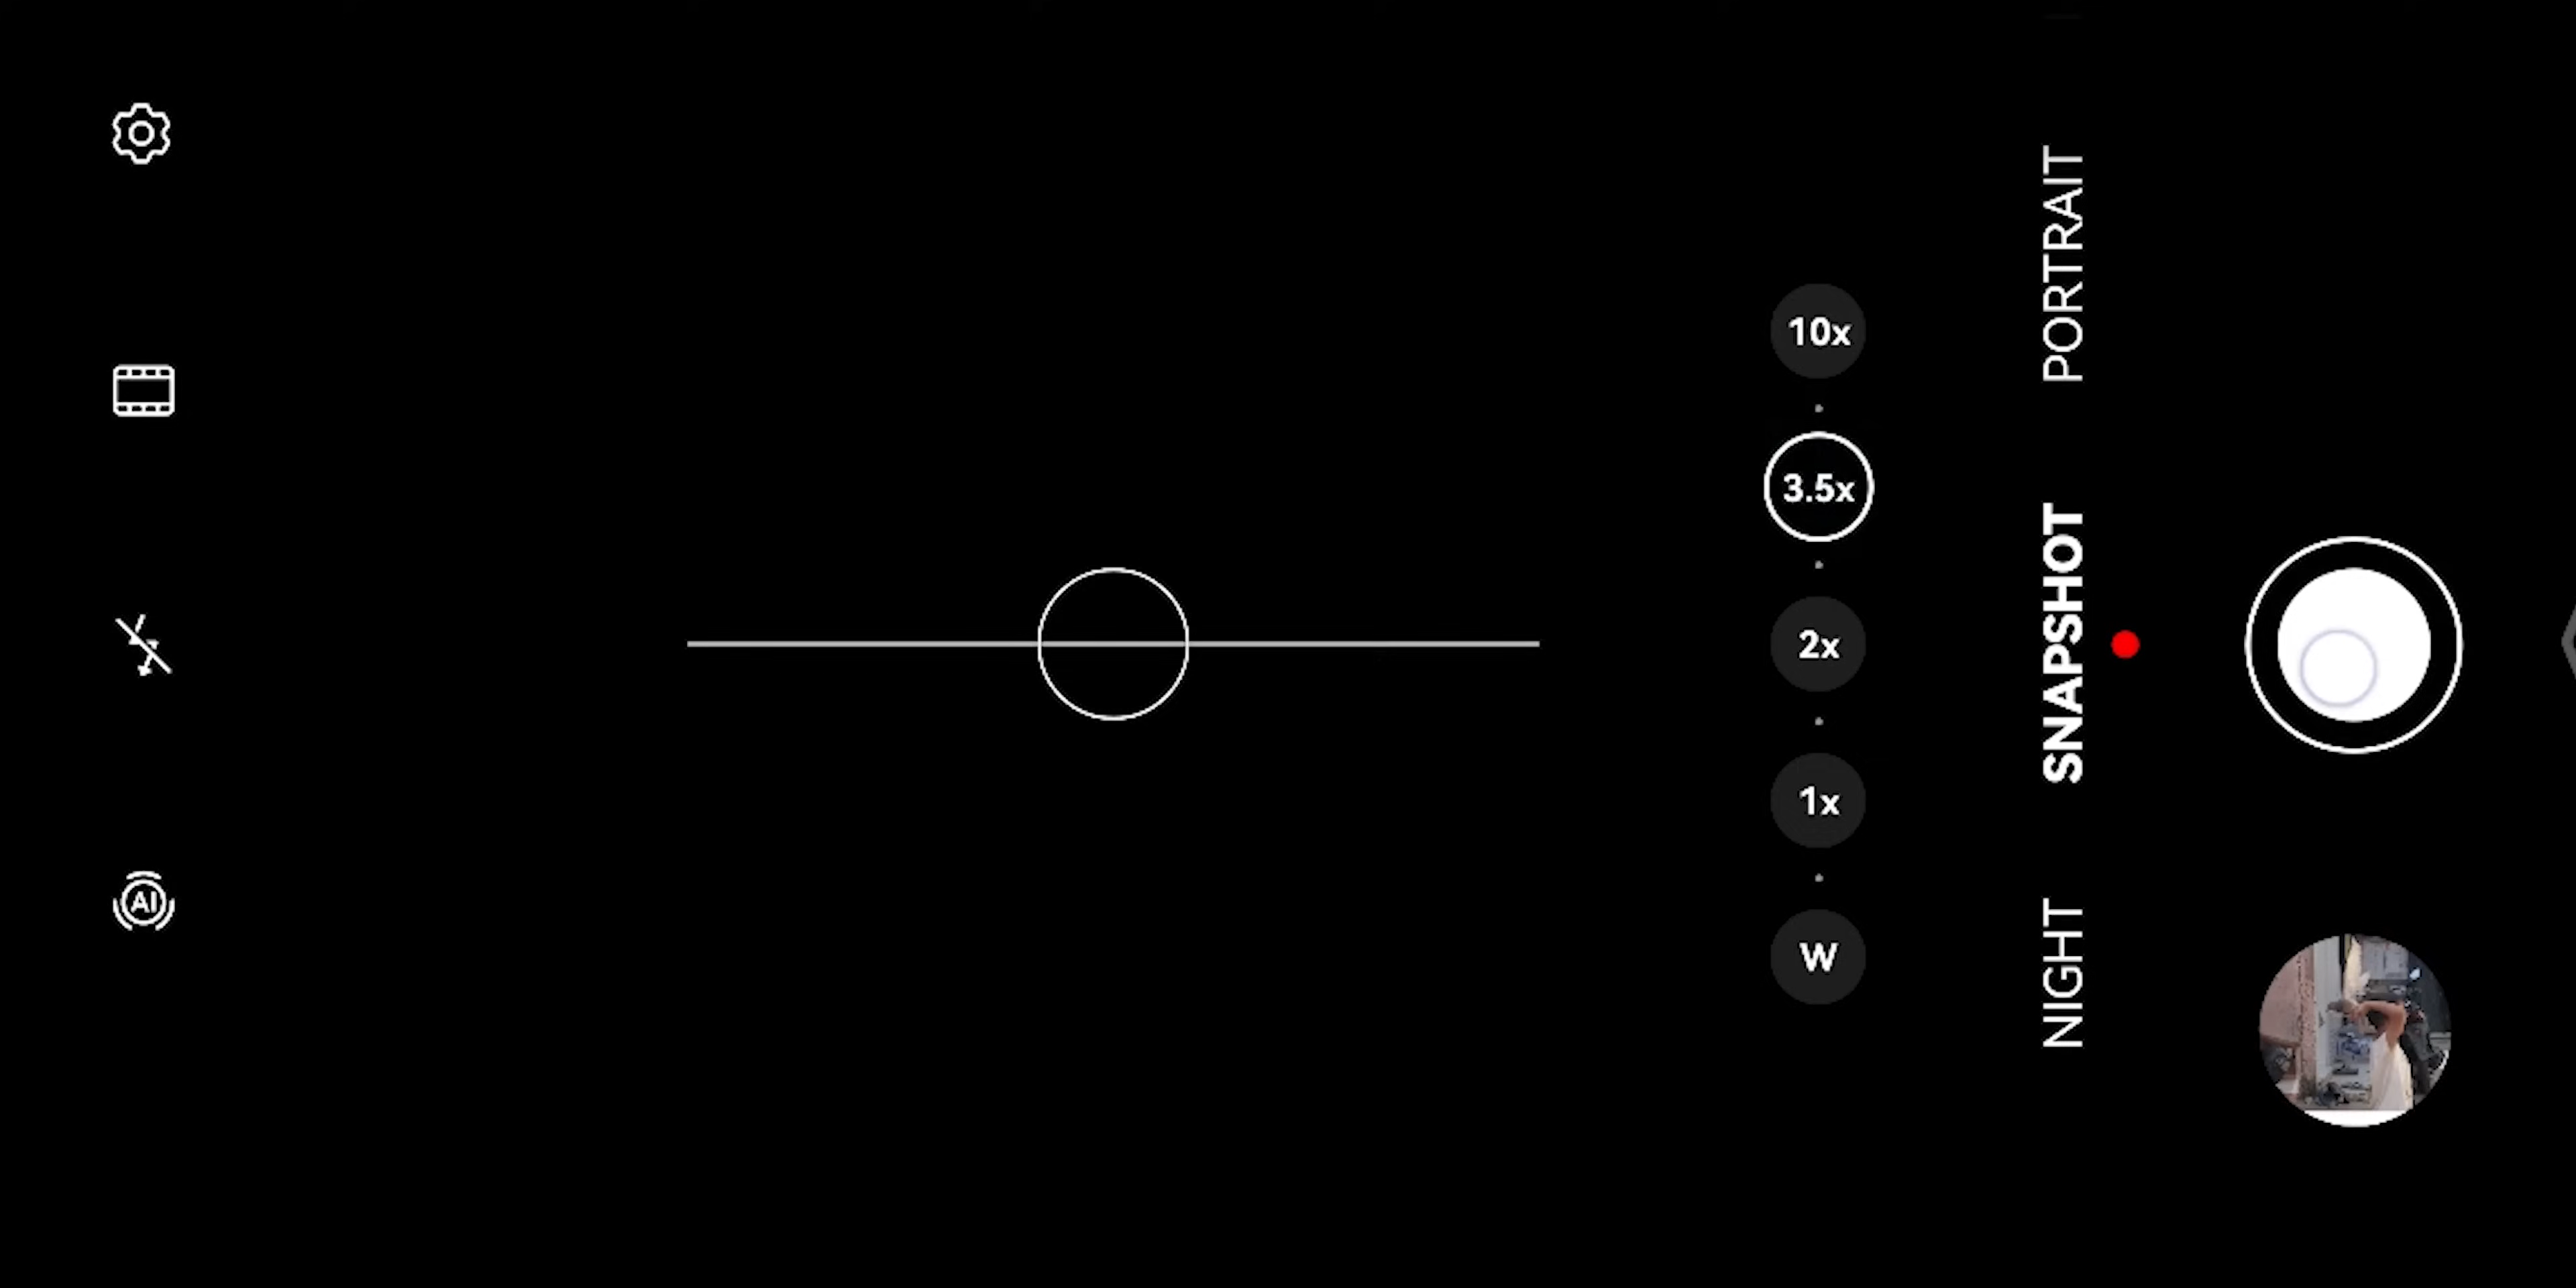 AI
10x
3.5x
2x
1x
W
PORTRAIT
SNAPSHOT
NIGHT